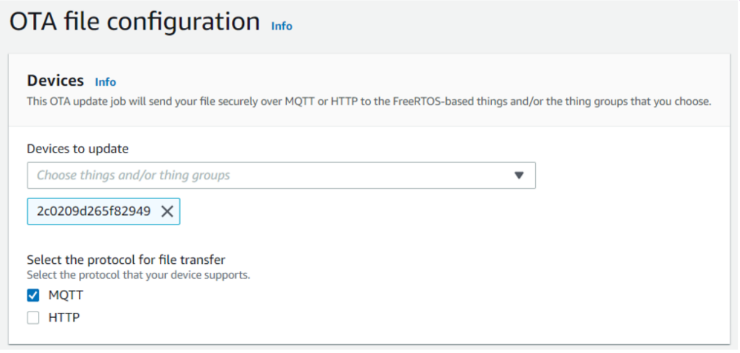 OTA file configuration Info
Devices Info
This OTA update job will send your file securely over MQTT or HTTP to the FreeRTOS-based things and/or the thing groups that you choose.
Devices to update
Choose things and/or thing groups
2c0209d265f82949
Select the protocol for file transfer
Select the protocol that your device supports.
MQTT
HTTP